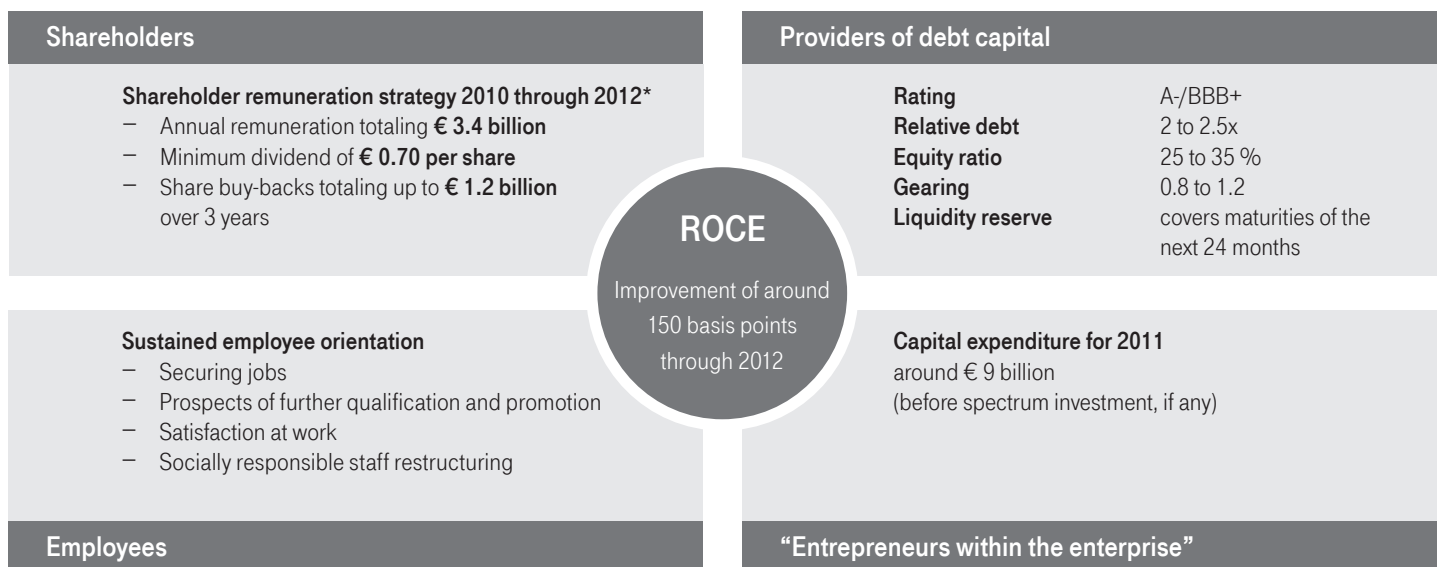 Shareholders
Shareholder remuneration strategy 2010 through 2012*
– Annual remuneration totaling € 3.4 billion
– Minimum dividend of € 0.70 per share
– Share buy-backs totaling up to € 1.2 billion
over 3 years
Providers of debt capital
Rating A-/BBB+
Relative debt 2 to 2.5x
Equity ratio 25 to 35 %
Gearing 0.8 to 1.2
Liquidity reserve covers maturities of the
next 24 months
ROCE
Improvement of around
150 basis points
through 2012
Sustained employee orientation
– Securing jobs
– Prospects of further qualification and promotion
– Satisfaction at work
– Socially responsible staff restructuring
Employees
Capital expenditure for 2011
around € 9 billion
(before spectrum investment, if any)
“Entrepreneurs within the enterprise”